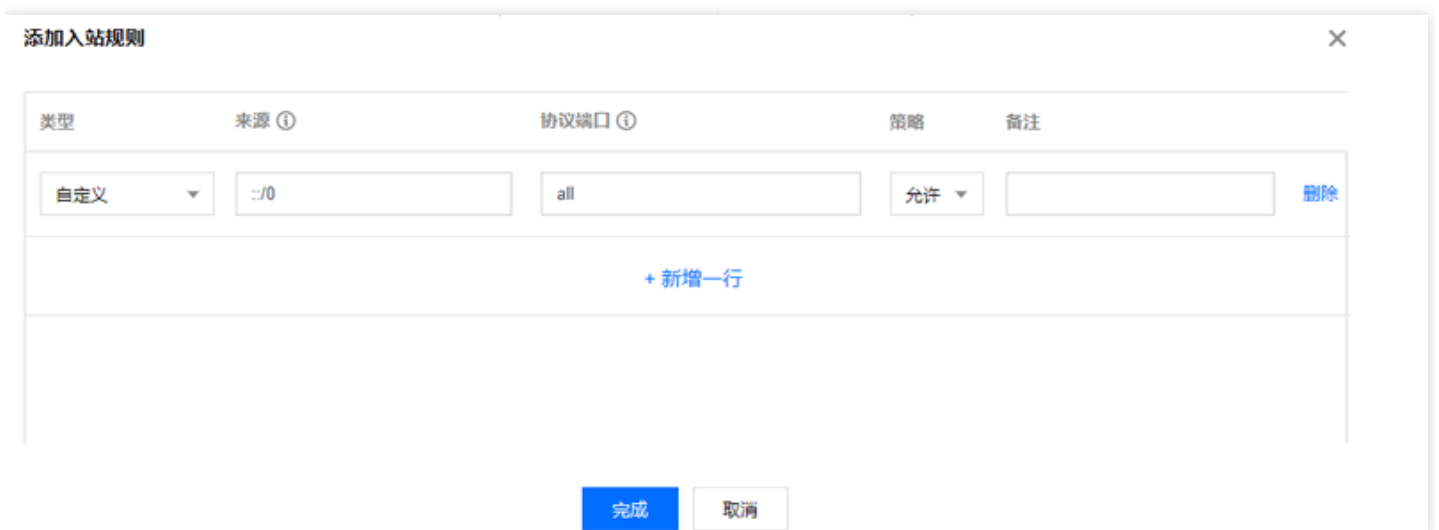 添加入站规则
类型 来源 协议端口 策略 备注
自定义 ::/0 all 允许 删除
+ 新增一行
完成 取消